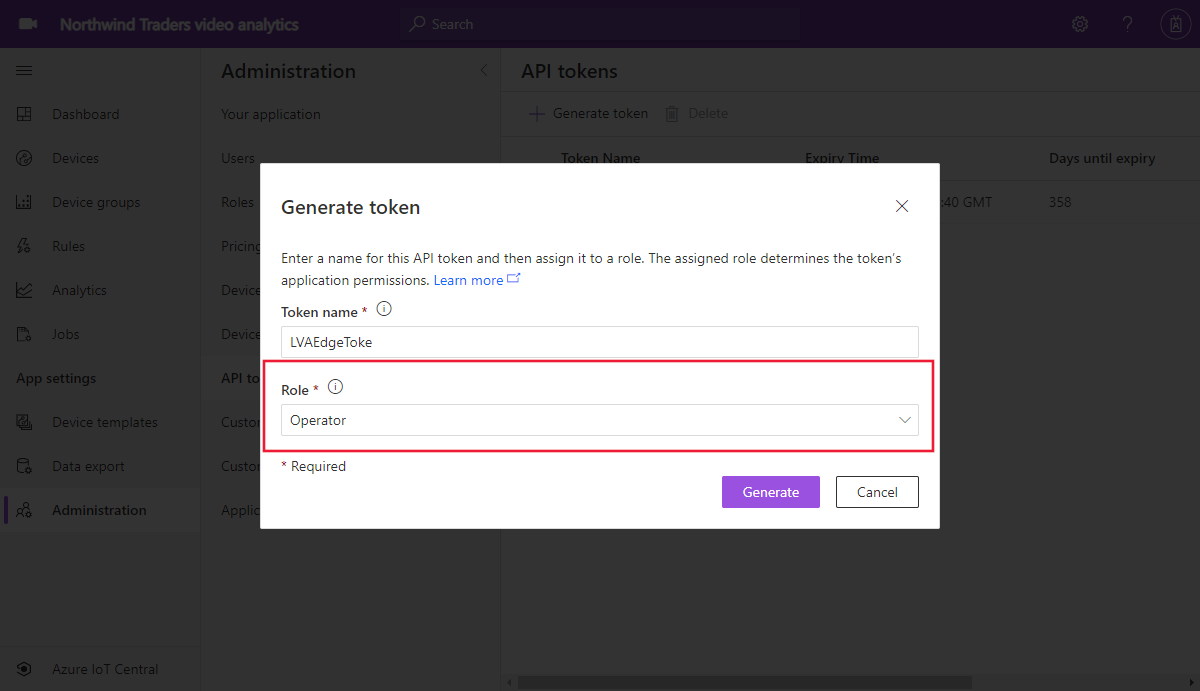 Northwind Traders video analytics
Search
?
Administration
API tokens
Dashboard
Your application
Generate token
Delete
Devices
Users
Token Name
Expiry Time
Days until expiry
Device groups
Roles
:40 GMT
358
Rules
Pricing
Analytics
Device
Jobs
Device
App settings
API to
Device templates
Custo
Data export
Custo
Administration
Applic
Azure IoT Central
Generate token
Enter a name for this API token and then assign it to a role. The assigned role determines the token’s
application permissions. Learn more
Token name *
LVAEdgeToke
Role *
Operator
* Required
Generate
Cancel